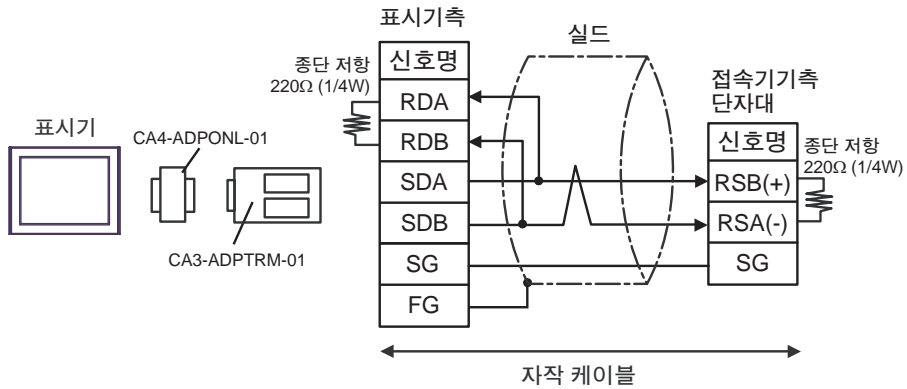 표시기측
실드
종단 저항
220Ω (1/4W)
신호명
접속기기측
단자대
RDA
표시기
CA4-ADPONL-01
RDB
신호명
종단 저항
220Ω (1/4W)
SDA
RSB(+)
SDB
RSA(-)
CA3-ADPTRM-01
SG
SG
FG
자작 케이블